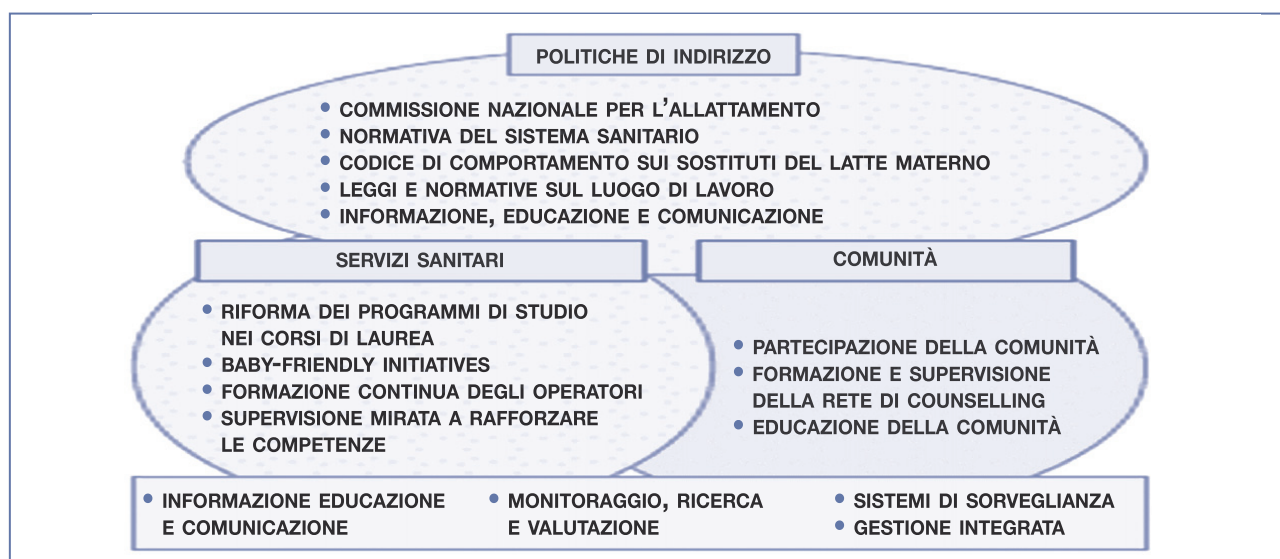 POLITICHE DI INDIRIZZO
• COMMISSIONE NAZIONALE PER L'ALLATTAMENTO
• NORMATIVA DEL SISTEMA SANITARIO
• CODICE DI COMPORTAMENTO SUI SOSTITUTI DEL LATTE MATERNO
• LEGGI E NORMATIVE SUL LUOGO DI LAVORO
• INFORMAZIONE, EDUCAZIONE E COMUNICAZIONE
SERVIZI SANITARI
• RIFORMA DEI PROGRAMMI DI STUDIO
NEI CORSI DI LAUREA
• BABY-FRIENDLY INITIATIVES
• FORMAZIONE CONTINUA DEGLI OPERATORI
• SUPERVISIONE MIRATA A RAFFORZARE
LE COMPETENZE
COMUNITÀ
• PARTECIPAZIONE DELLA COMUNITÀ
• FORMAZIONE E SUPERVISIONE
DELLA RETE DI COUNSELLING
• EDUCAZIONE DELLA COMUNITÀ
• INFORMAZIONE EDUCAZIONE
E COMUNICAZIONE
• MONITORAGGIO, RICERCA
E VALUTAZIONE
• SISTEMI DI SORVEGLIANZA
• GESTIONE INTEGRATA